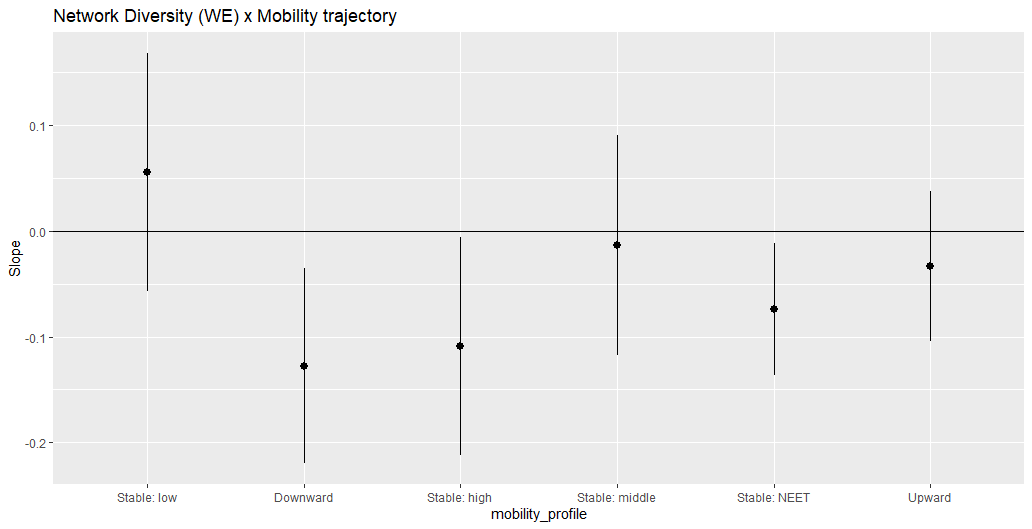 Network Diversity (WE) x Mobility trajectory
Slope
0.1
0.0
-0.1
-0.2
Stable: low
Downward
Stable: high
Stable: middle
Stable: NEET
Upward
mobility_profile